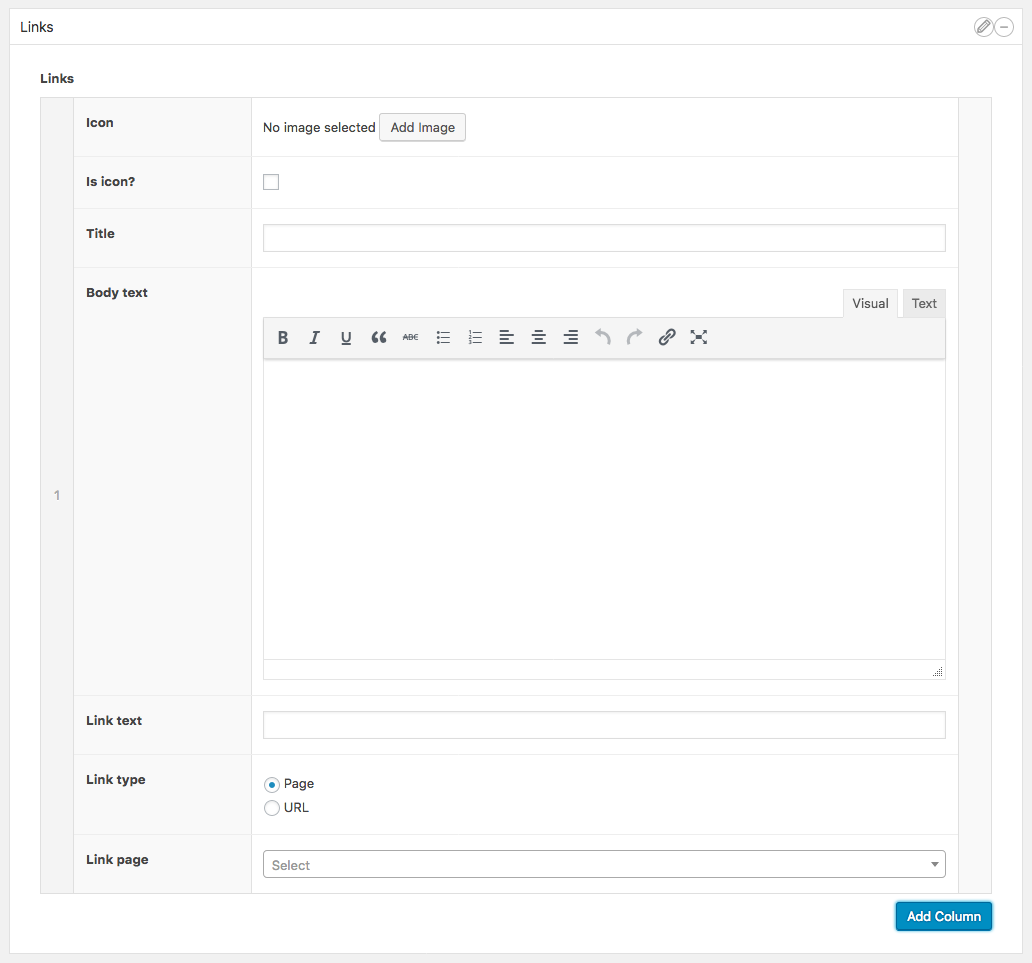 Links
Links
Icon
No image selected Add Image
Is icon?
Title
Body text
Visual Text
B I U “ ABC
1
Link text
Link type
Page
URL
Link page
Select
Add Column